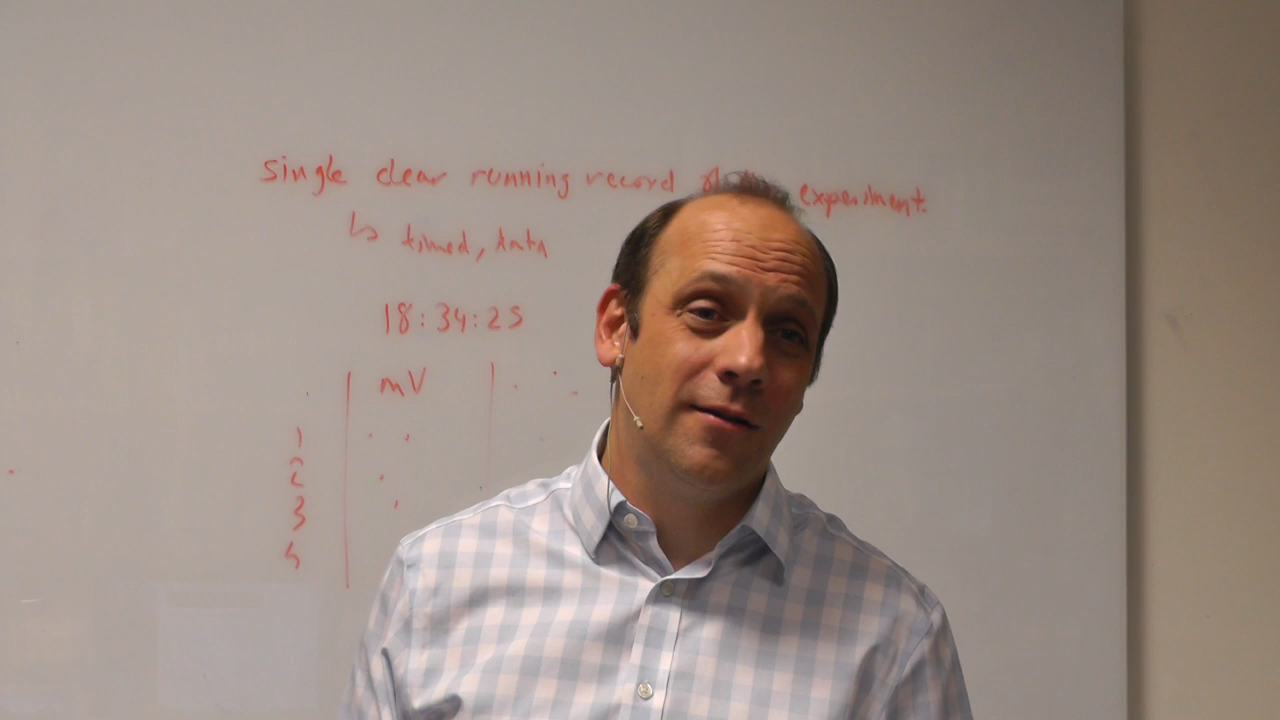 single clear running record experiment.
↳ timed, data
18:34:25
mV
1
2
3
4